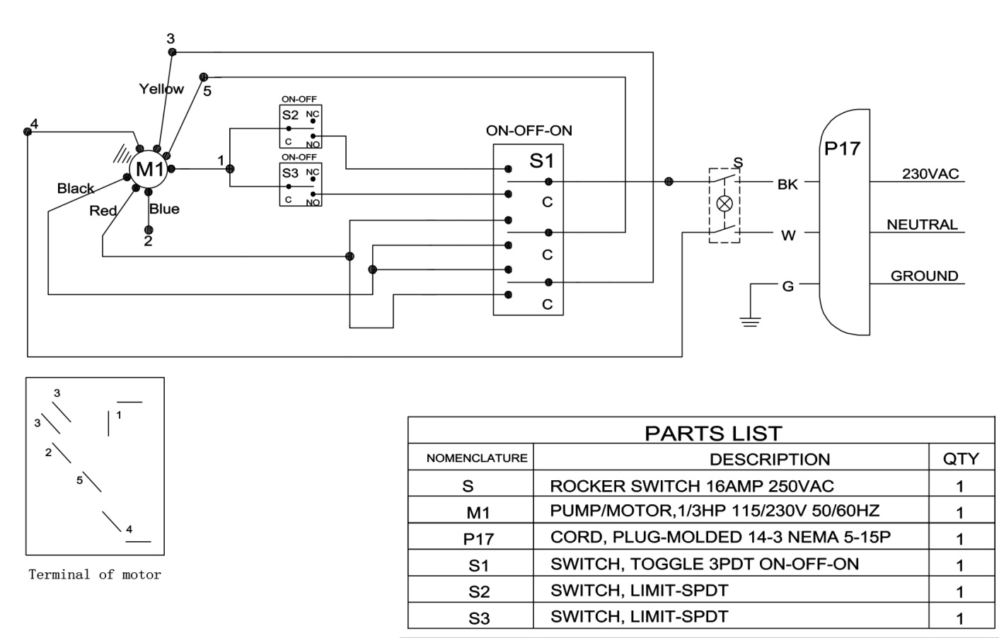 3
Yellow
5
4
M1
1
Black
Red
Blue
2
ON-OFF
S2 NC
C NO
ON-OFF
S3 NC
C NO
ON-OFF-ON
S1
C
C
C
S
BK
W
G
P17
230VAC
NEUTRAL
GROUND
3
1
3
2
5
4
Terminal of motor
PARTS LIST
NOMENCLATURE DESCRIPTION QTY
S ROCKER SWITCH 16AMP 250VAC 1
M1 PUMP/MOTOR,1/3HP 115/230V 50/60HZ 1
P17 CORD, PLUG-MOLDED 14-3 NEMA 5-15P 1
S1 SWITCH, TOGGLE 3PDT ON-OFF-ON 1
S2 SWITCH, LIMIT-SPDT 1
S3 SWITCH, LIMIT-SPDT 1